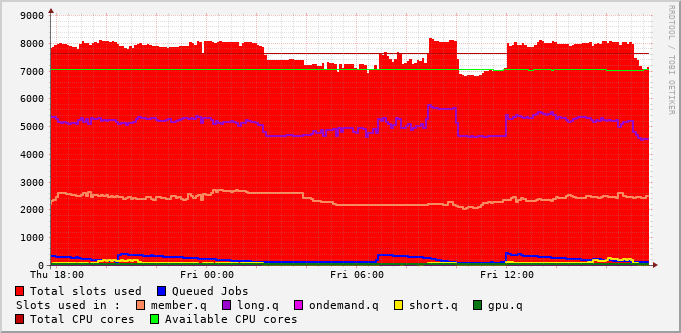 9000
8000
7000
6000
5000
4000
3000
2000
1000
0
Thu 18:00 Fri 00:00 Fri 06:00 Fri 12:00
RRDTOOL / TOBI OETIKER
Total slots used Queued Jobs
Slots used in : member.q long.q ondemand.q short.q gpu.q
Total CPU cores Available CPU cores